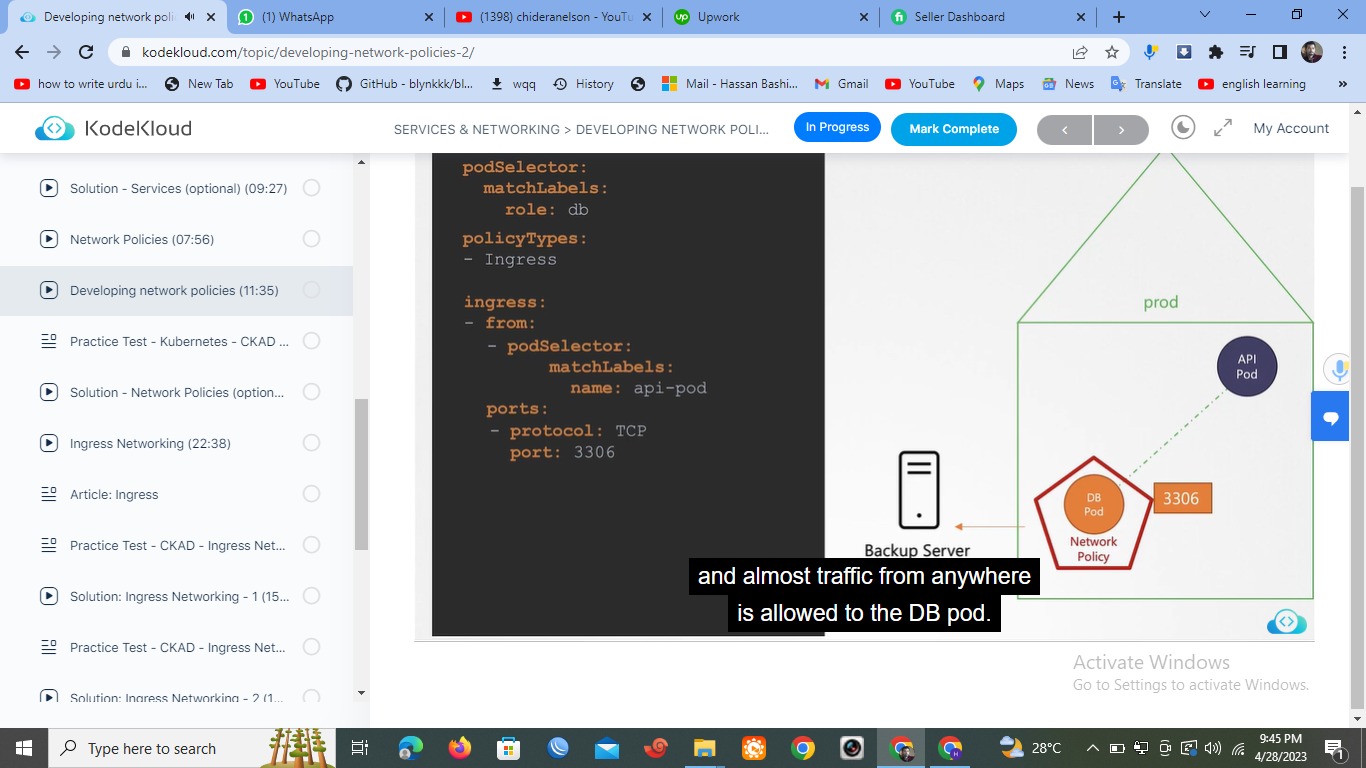 Developing network poli
(1) WhatsApp
(1398) chideranelson - YouTu
Upwork
Seller Dashboard
kodekloud.com/topic/developing-network-policies-2/
how to write urdu i...
New Tab
YouTube
GitHub - blynkkk/bl...
wqq
History
Mail - Hassan Bashi...
Gmail
YouTube
Maps
News
Translate
english learning
»
KodeKloud
SERVICES & NETWORKING > DEVELOPING NETWORK POLI...
In Progress
Mark Complete
My Account
Solution - Services (optional) (09:27)
Network Policies (07:56)
Developing network policies (11:35)
Practice Test - Kubernetes - CKAD ...
Solution - Network Policies (option...
Ingress Networking (22:38)
Article: Ingress
Practice Test - CKAD - Ingress Net...
Solution: Ingress Networking - 1 (15...
Practice Test - CKAD - Ingress Net...
Solution: Ingress Networking - 2 (1...
podSelector:
matchLabels:
role: db
policyTypes:
- Ingress
ingress:
- from:
- podSelector:
matchLabels:
name: api-pod
ports:
- protocol: TCP
port: 3306
prod
API
Pod
DB
Pod
3306
Network
Policy
Backup Server
and almost traffic from anywhere
is allowed to the DB pod.
Activate Windows
Go to Settings to activate Windows.
Type here to search
28°C
9:45 PM
4/28/2023
1